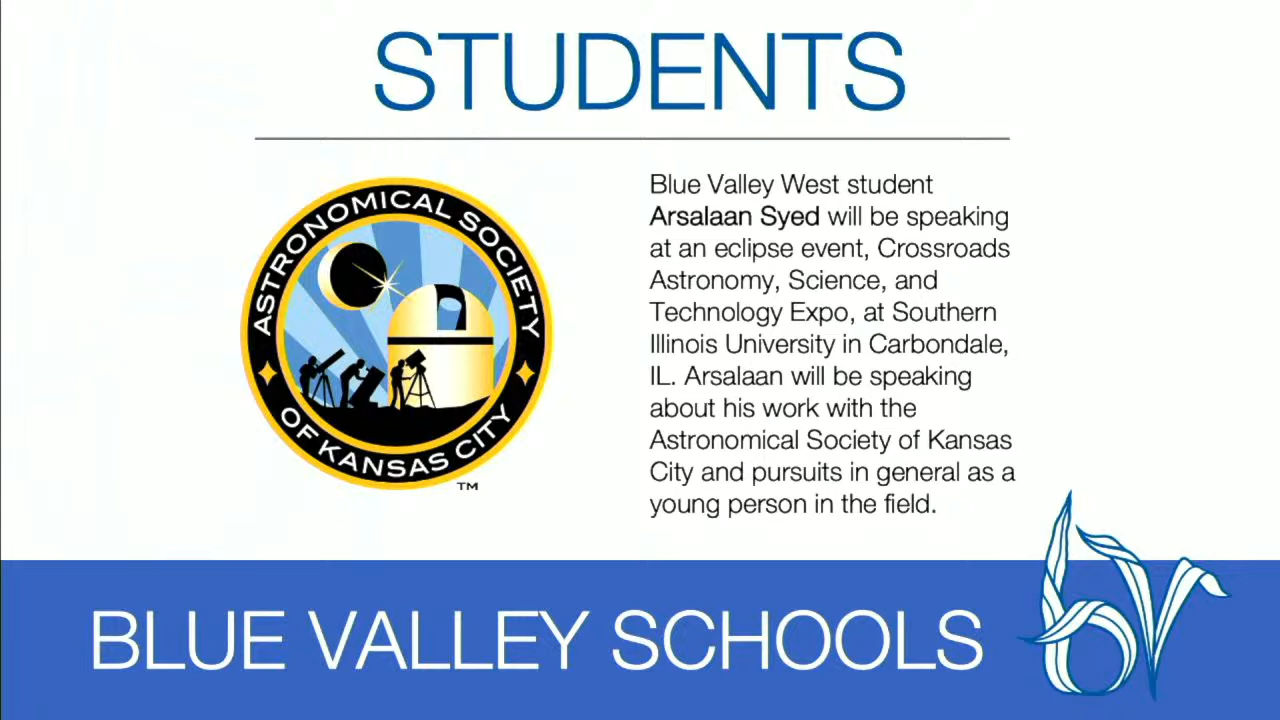 STUDENTS
ASTRONOMICAL SOCIETY
OF KANSAS CITY
TM
Blue Valley West student
Arsalaan Syed will be speaking
at an eclipse event, Crossroads
Astronomy, Science, and
Technology Expo, at Southern
Illinois University in Carbondale,
IL. Arsalaan will be speaking
about his work with the
Astronomical Society of Kansas
City and pursuits in general as a
young person in the field.
BLUE VALLEY SCHOOLS
bv